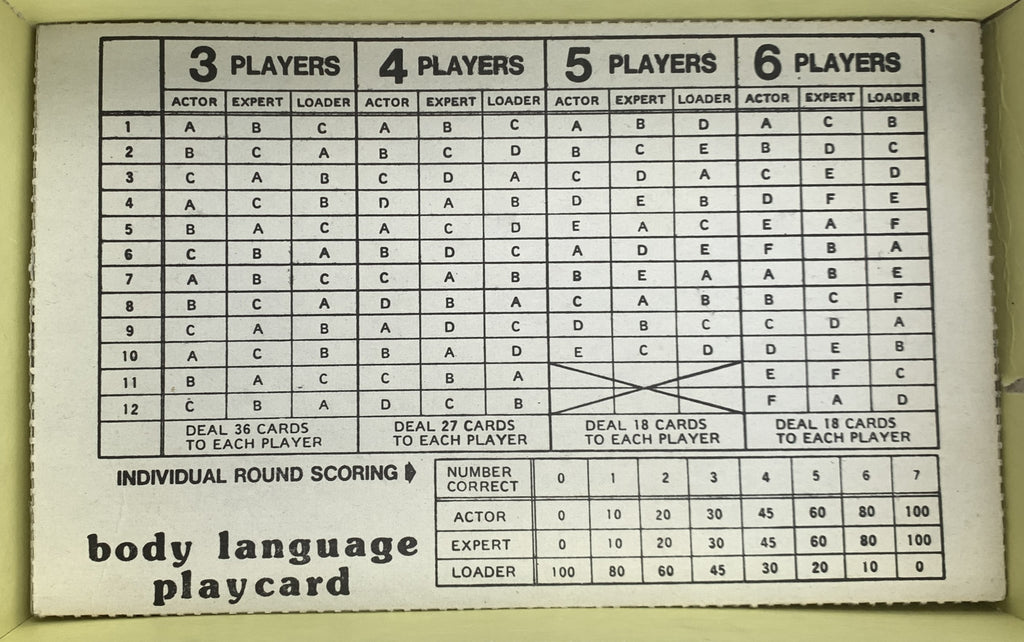 3 PLAYERS 4 PLAYERS 5 PLAYERS 6 PLAYERS
ACTOR EXPERT LOADER ACTOR EXPERT LOADER ACTOR EXPERT LOADER ACTOR EXPERT LOADER
1 A B C A B C A B D A C B
2 B C A B C D B C E B D C
3 C A B C D A C D A C E D
4 A C B D A B D E B D F E
5 B A C A C D E A C E A F
6 C B A B D C A D E F B A
7 A B C C A B B E A A B E
8 B C A D B A C A B B C F
9 C A B A D C D B C C D A
10 A C B B A D E C D D E B
11 B A C C B A E F C
12 C B A D C B F A D
DEAL 36 CARDS DEAL 27 CARDS DEAL 18 CARDS DEAL 18 CARDS
TO EACH PLAYER TO EACH PLAYER TO EACH PLAYER TO EACH PLAYER
INDIVIDUAL ROUND SCORING
NUMBER CORRECT 0 1 2 3 4 5 6 7
ACTOR 0 10 20 30 45 60 80 100
EXPERT 0 10 20 30 45 60 80 100
LOADER 100 80 60 45 30 20 10 0
body language
playcard